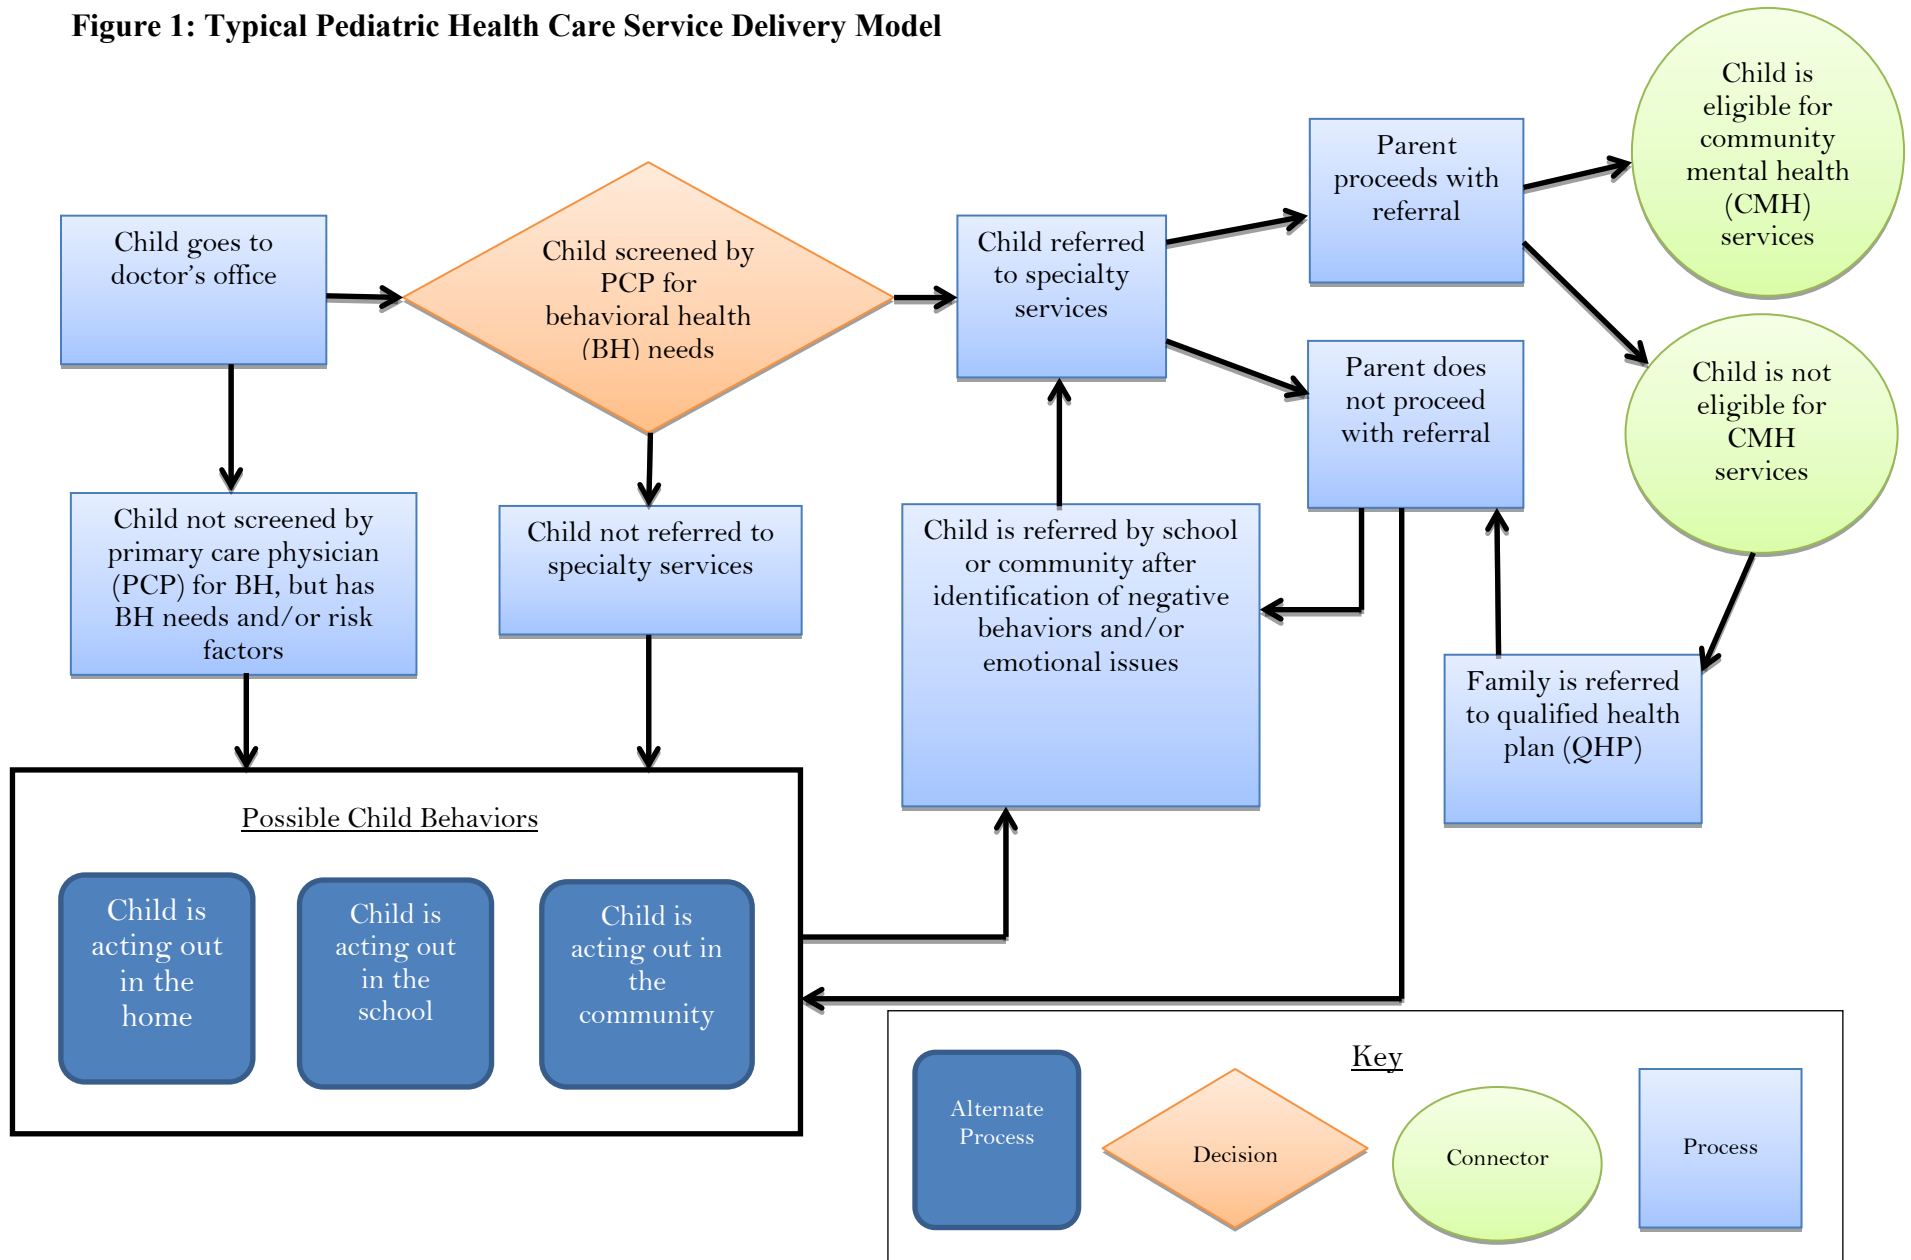 Figure 1: Typical Pediatric Health Care Service Delivery Model
Child goes to
doctor's office
Child screened by
PCP for
behavioral health
(BH) needs
Child referred
to specialty
services
Parent
proceeds with
referral
Child is
eligible for
community
mental health
(CMH)
services
Parent does
not proceed
with referral
Child is not
eligible for
CMH
services
Child not screened by
primary care physician
(PCP) for BH, but has
BH needs and/or risk
factors
Child not referred to
specialty services
Child is referred by school
or community after
identification of negative
behaviors and/or
emotional issues
Family is referred
to qualified health
plan (QHP)
Possible Child Behaviors
Child is
acting out
in the
home
Child is
acting out
in the
school
Child is
acting out in
the
community
Key
Alternate
Process
Decision
Connector
Process